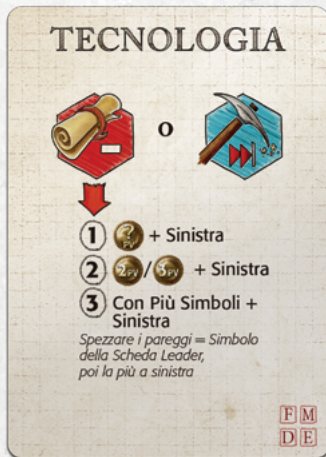 TECNOLOGIA
O
1 ? + Sinistra
2 2PV / 3PV + Sinistra
3 Con Più Simboli +
Sinistra
Spezzare i pareggi = Simbolo
della Scheda Leader,
poi la più a sinistra
F M
D E